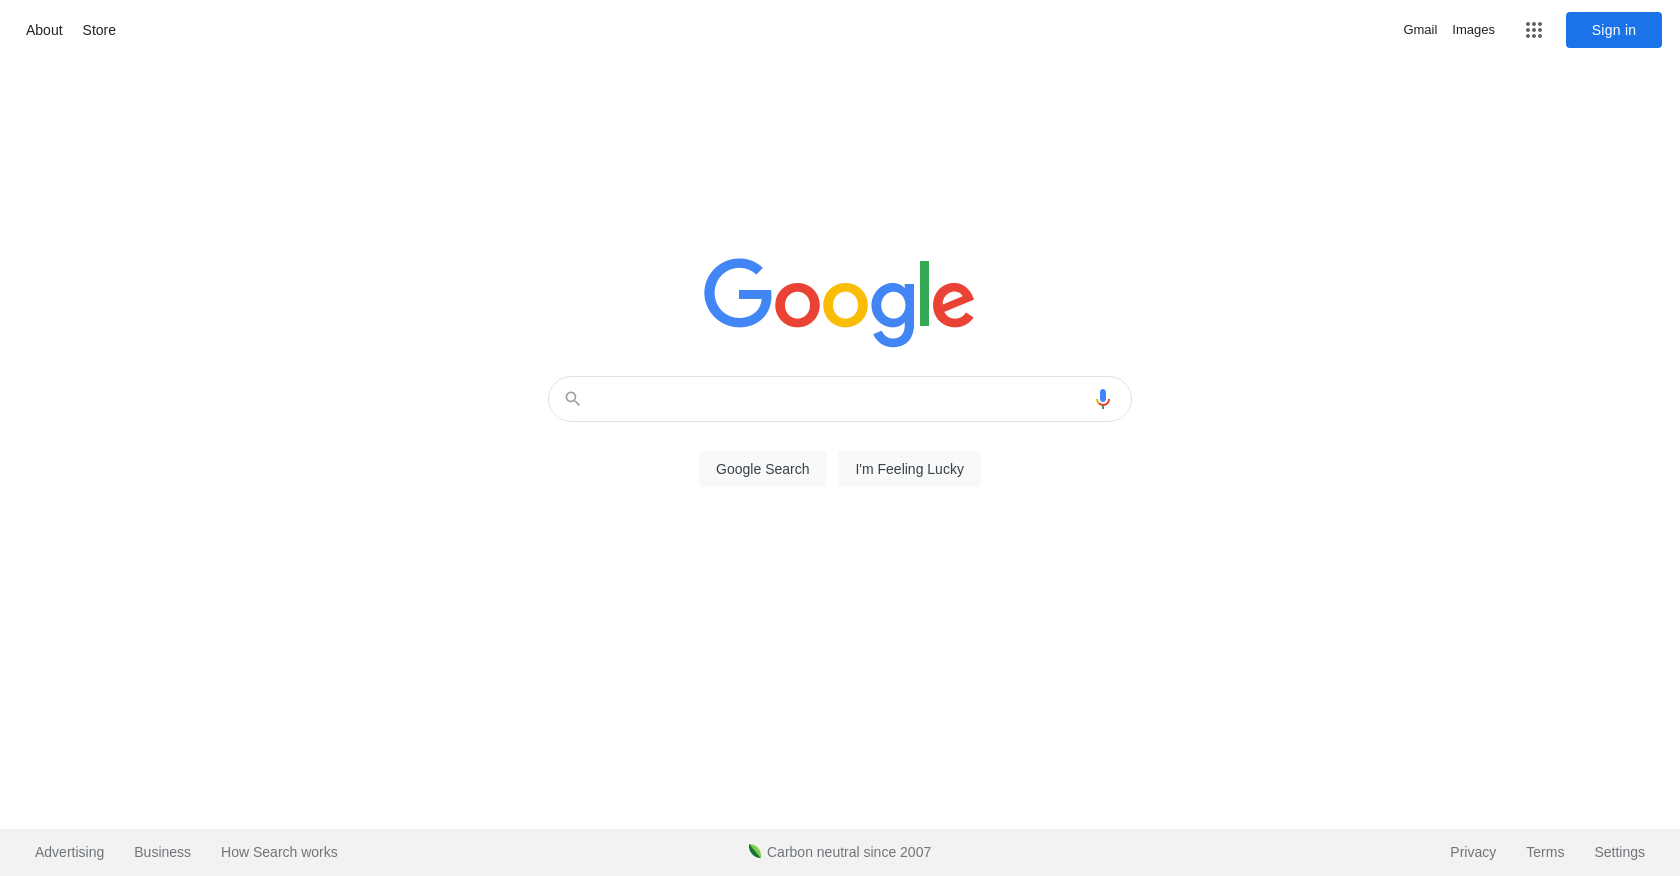 About Store
Gmail Images Sign in
Google
Google Search I'm Feeling Lucky
Advertising Business How Search works
Carbon neutral since 2007
Privacy Terms Settings